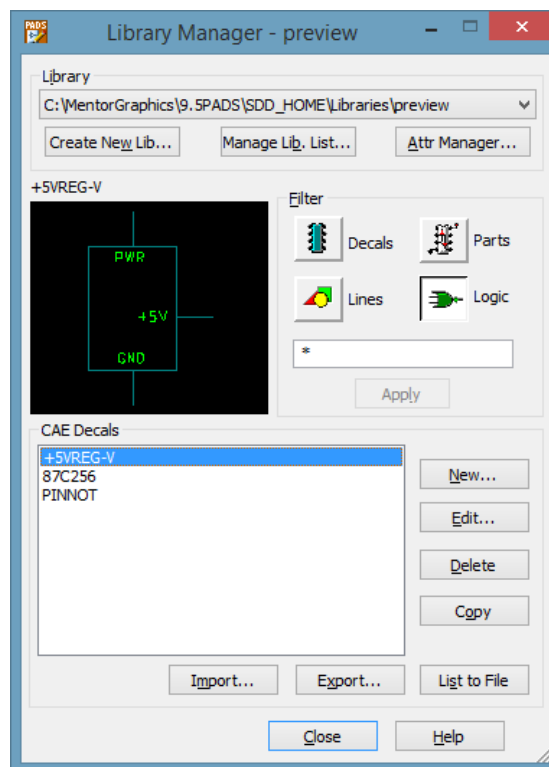 PADS
Library Manager - preview
Library
C:\MentorGraphics\9.5PADS\SDD_HOME\Libraries\preview
Create New Lib... Manage Lib. List... Attr Manager...
+5VREG-V
PWR
+5V
GND
Filter
Decals Parts
Lines Logic
*
Apply
CAE Decals
+5VREG-V
87C256
PINNOT
New...
Edit...
Delete
Copy
Import... Export... List to File
Close Help